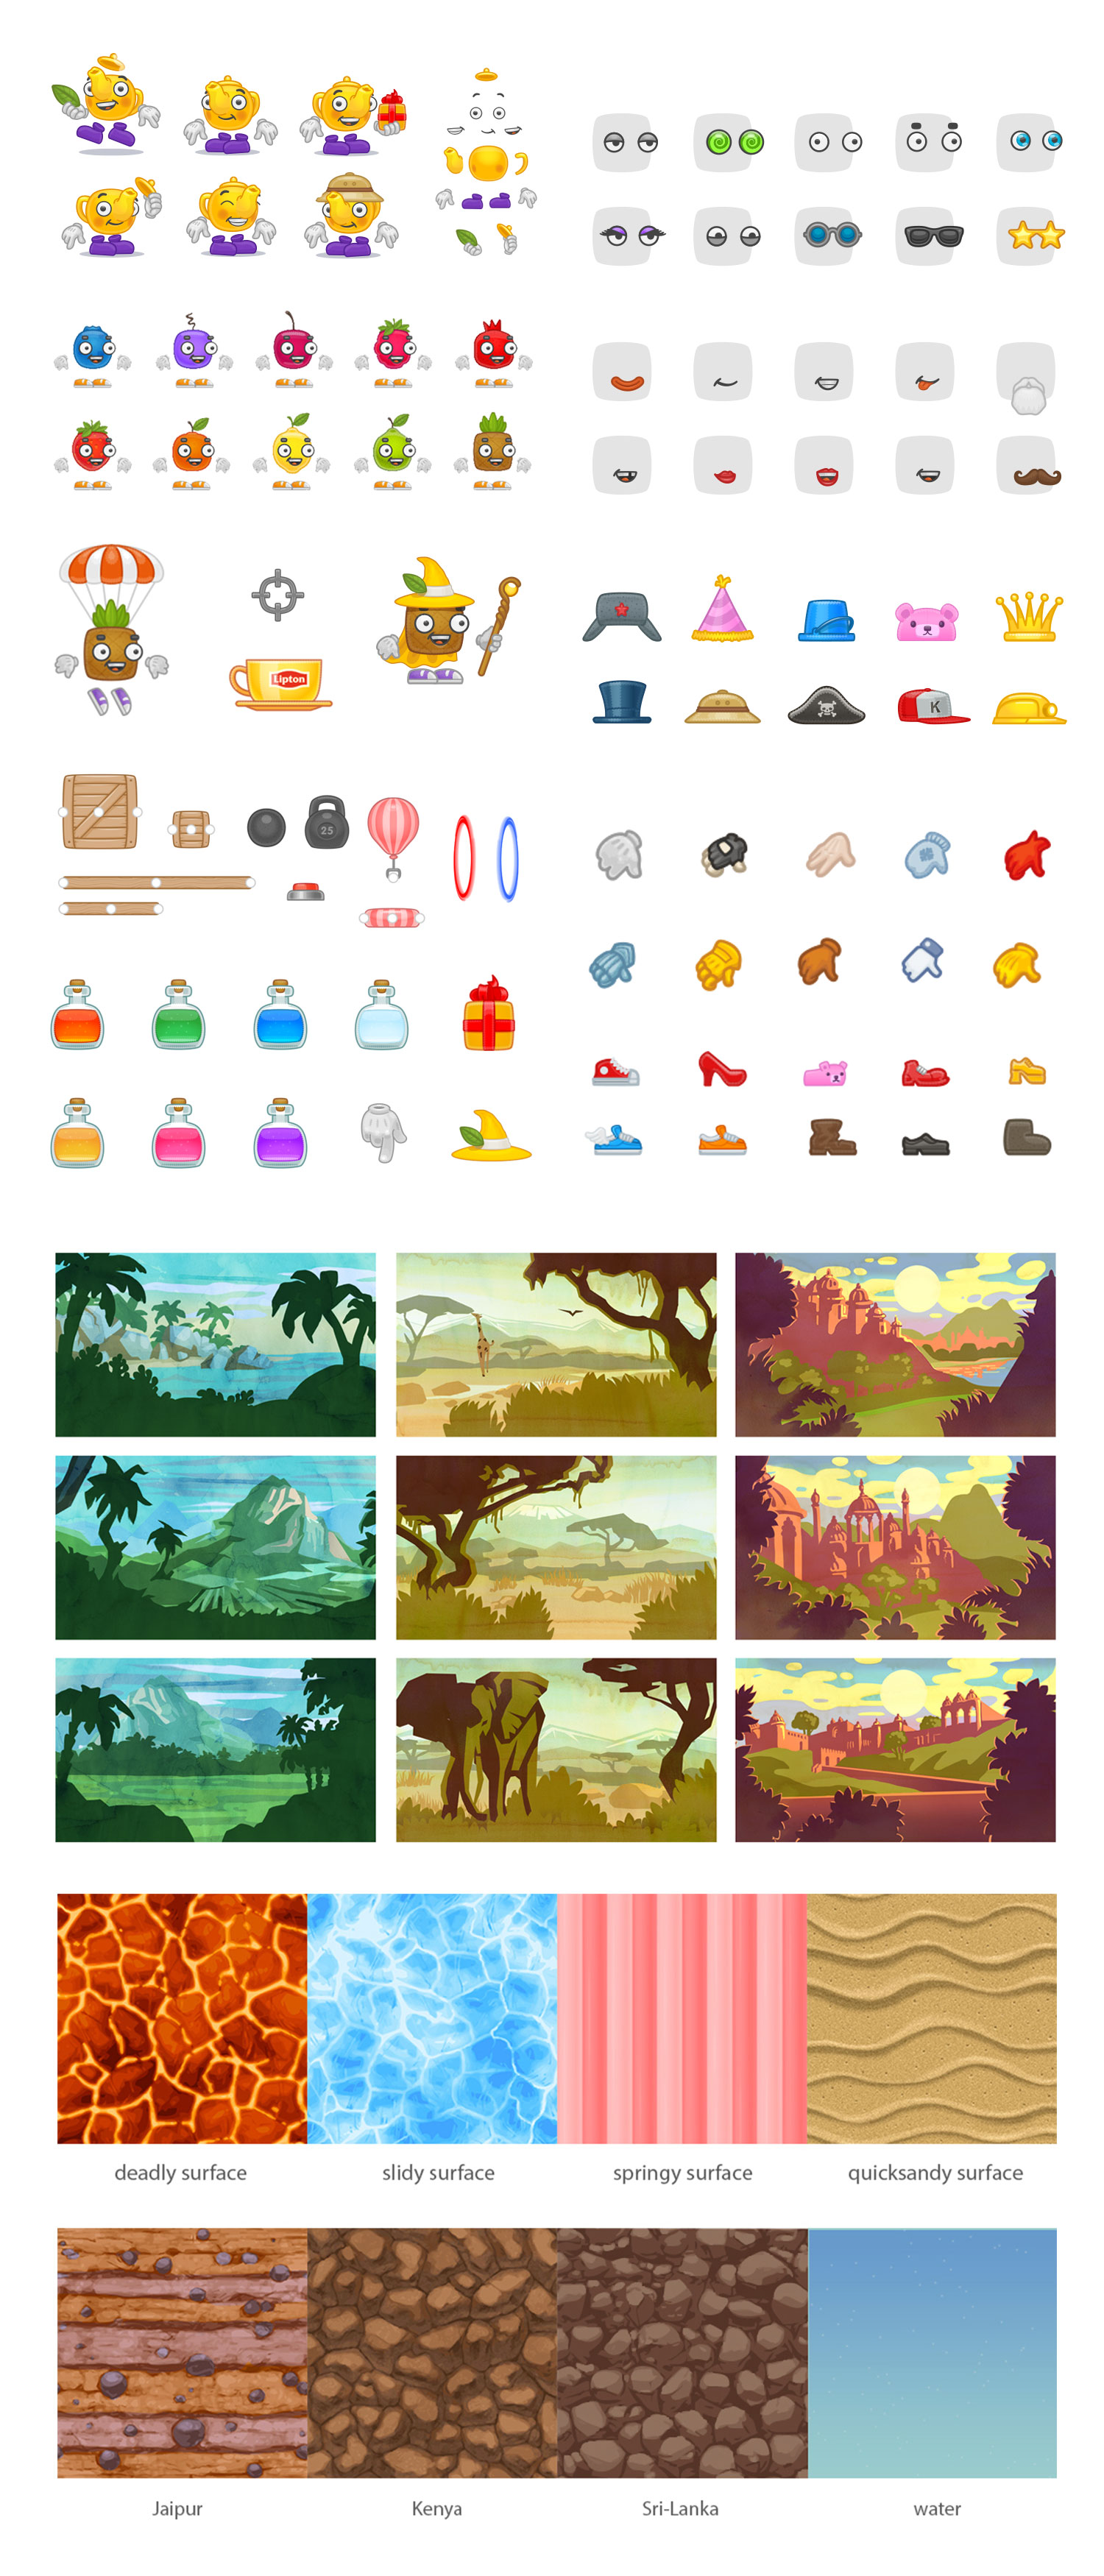 Lipton
K
25
deadly surface
slidy surface
springy surface
quicksandy surface
Jaipur
Kenya
Sri-Lanka
water